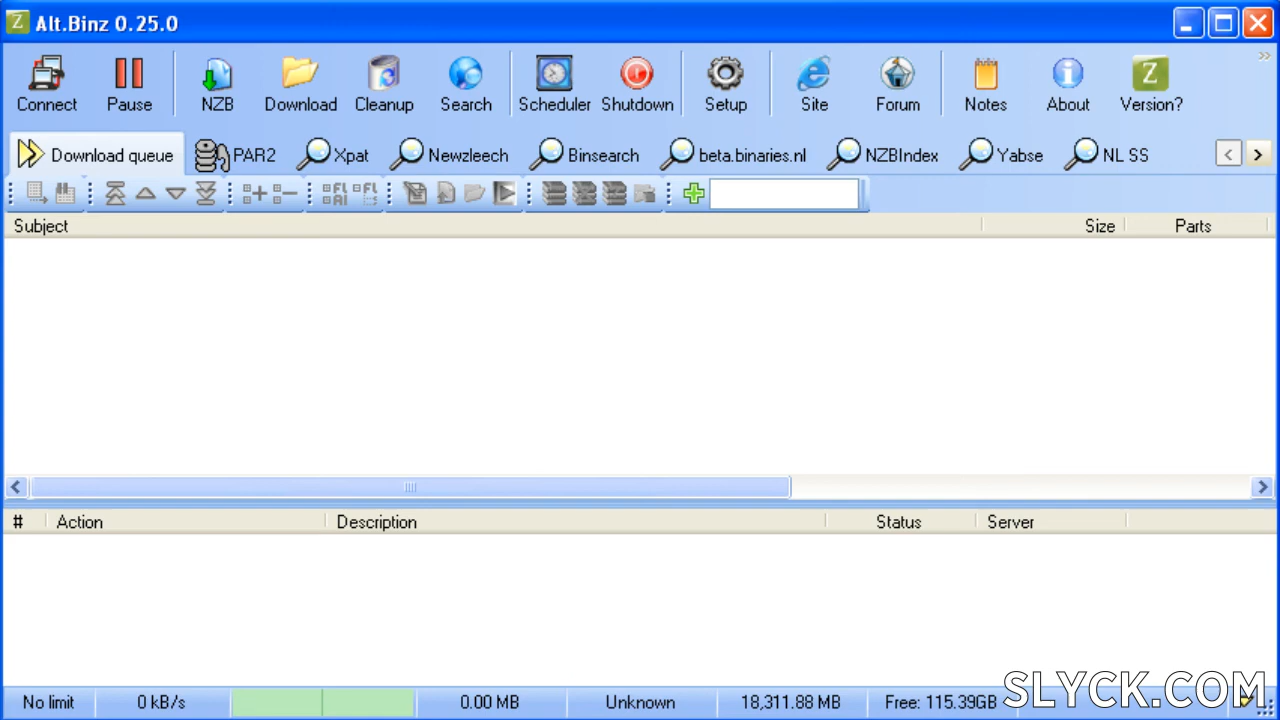 Alt.Binz 0.25.0
Connect Pause NZB Download Cleanup Search Scheduler Shutdown Setup Site Forum Notes About Version?
Download queue PAR2 Xpat Newzleech Binsearch beta.binaries.nl NZBIndex Yabse NL SS
Subject Size Parts
# Action Description Status Server
No limit 0 kB/s 0.00 MB Unknown 18,311.88 MB Free: 115.39GB
SLYCK.COM